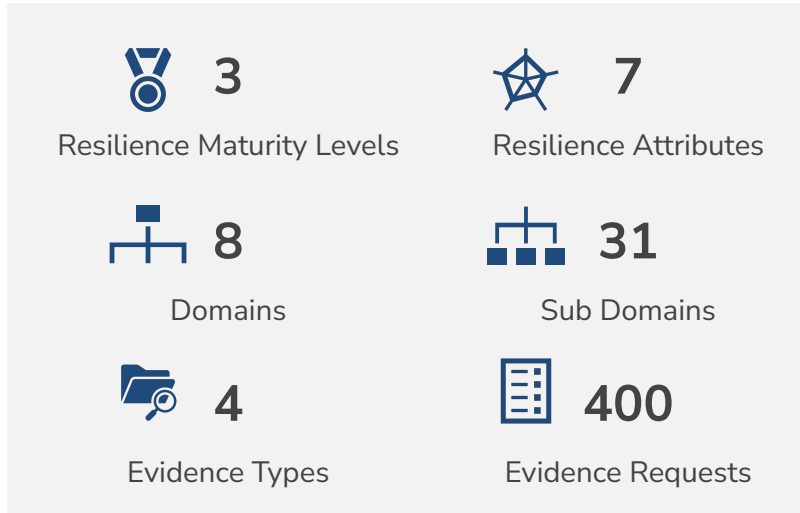 3
Resilience Maturity Levels
7
Resilience Attributes
8
Domains
31
Sub Domains
4
Evidence Types
400
Evidence Requests